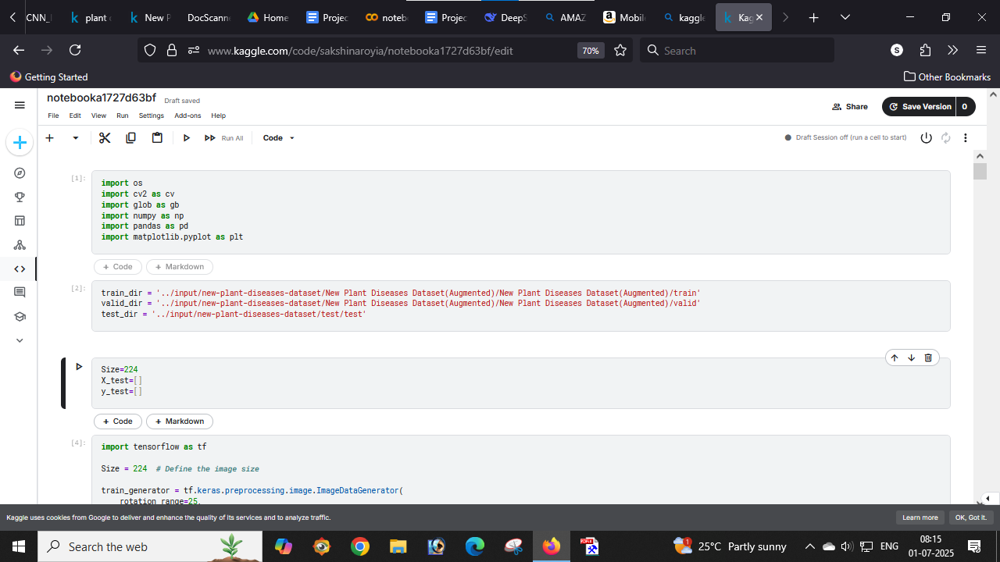 CNN_
plant
New P
DocScann
Home
Projec
noteb
Projec
DeepS
AMAZ
Mobil
kaggle
Kag
www.kaggle.com/code/sakshinaroyia/notebooka1727d63bf/edit
70%
Search
S
Getting Started
Other Bookmarks
notebooka1727d63bf
Draft saved
Share
Save Version
0
File Edit View Run Settings Add-ons Help
Run All
Code
Draft Session off (run a cell to start)
[1]:
import os
import cv2 as cv
import glob as gb
import numpy as np
import pandas as pd
import matplotlib.pyplot as plt
+ Code
+ Markdown
[2]:
train_dir = '../input/new-plant-diseases-dataset/New Plant Diseases Dataset(Augmented)/New Plant Diseases Dataset(Augmented)/train'
valid_dir = '../input/new-plant-diseases-dataset/New Plant Diseases Dataset(Augmented)/New Plant Diseases Dataset(Augmented)/valid'
test_dir = '../input/new-plant-diseases-dataset/test/test'
Size=224
X_test=[]
y_test=[]
+ Code
+ Markdown
[4]:
import tensorflow as tf
Size = 224  # Define the image size
train_generator = tf.keras.preprocessing.image.ImageDataGenerator(
rotation_range=25,
Kaggle uses cookies from Google to deliver and enhance the quality of its services and to analyze traffic.
Learn more
OK, Got it.
Search the web
1
25°C Partly sunny
ENG
08:15
01-07-2025